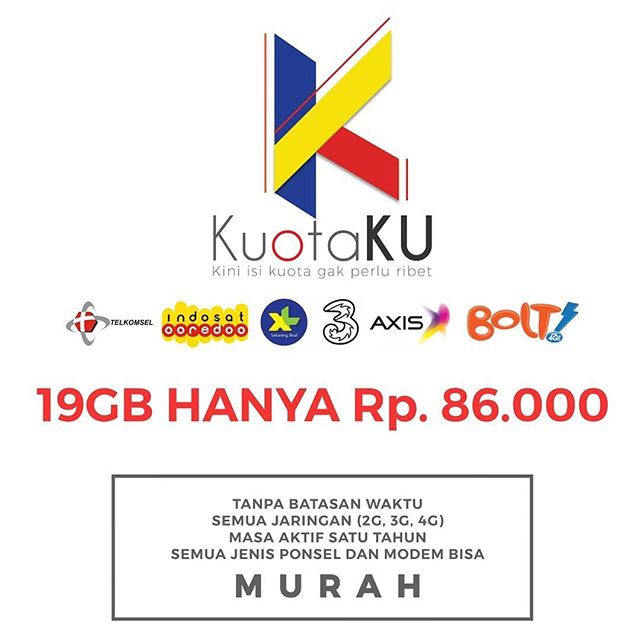 KuotaKU
Kini isi kuota gak perlu ribet
TELKOMSEL
indosat
ooredoo
XL
Sekarang, Bisa!
3
AXIS
BOLT!
4G
19GB HANYA Rp. 86.000
TANPA BATASAN WAKTU
SEMUA JARINGAN (2G, 3G, 4G)
MASA AKTIF SATU TAHUN
SEMUA JENIS PONSEL DAN MODEM BISA
MURAH